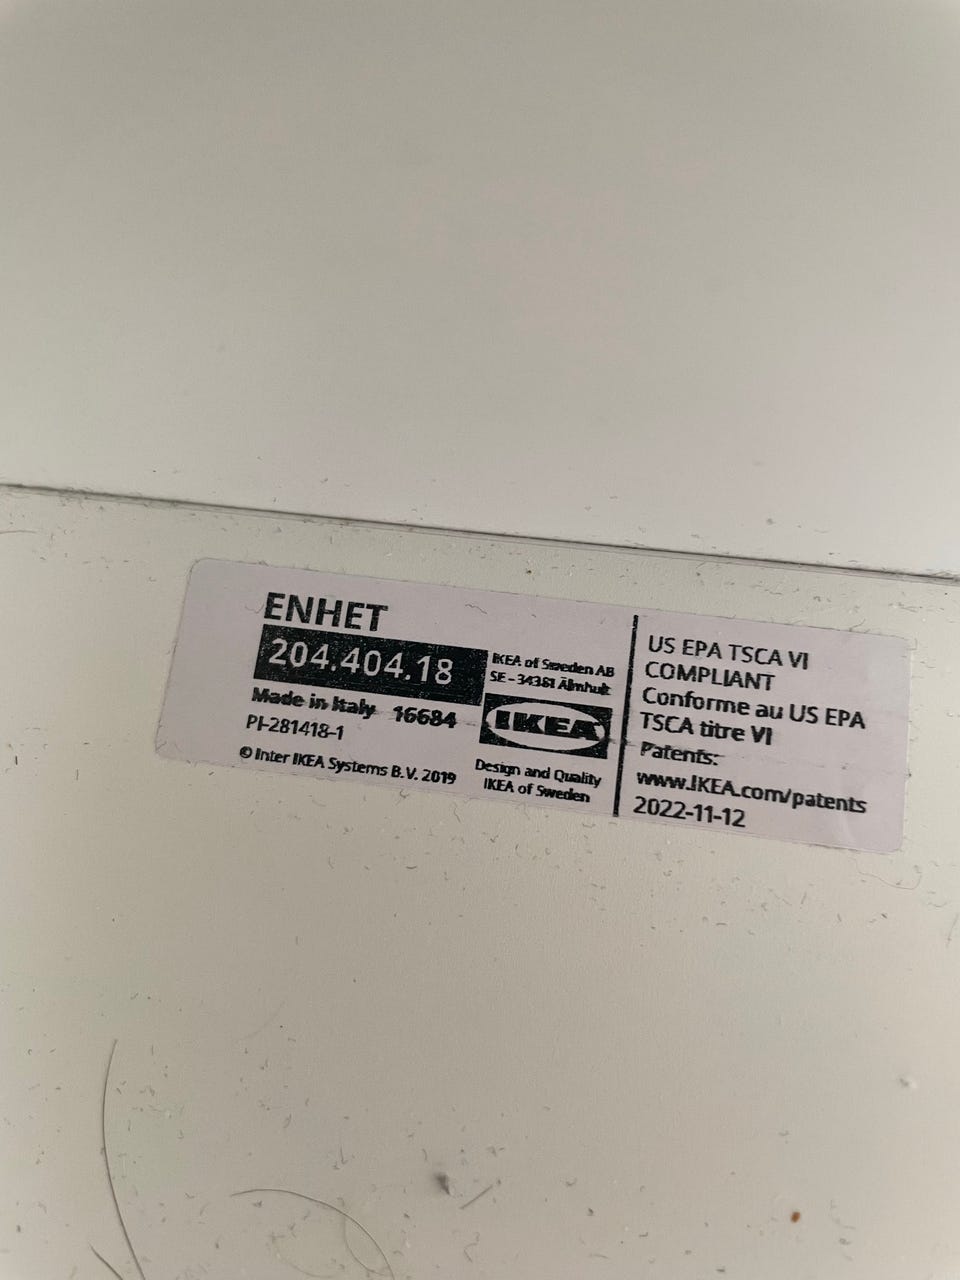 ENHET
204.404.18
Made in Italy 16684
PI-281418-1
© Inter IKEA Systems B.V. 2019
IKEA of Sweden AB
SE - 34381 Älmhult
IKEA
Design and Quality
IKEA of Sweden
US EPA TSCA VI
COMPLIANT
Conforme au US EPA
TSCA titre VI
Patents:
www.IKEA.com/patents
2022-11-12